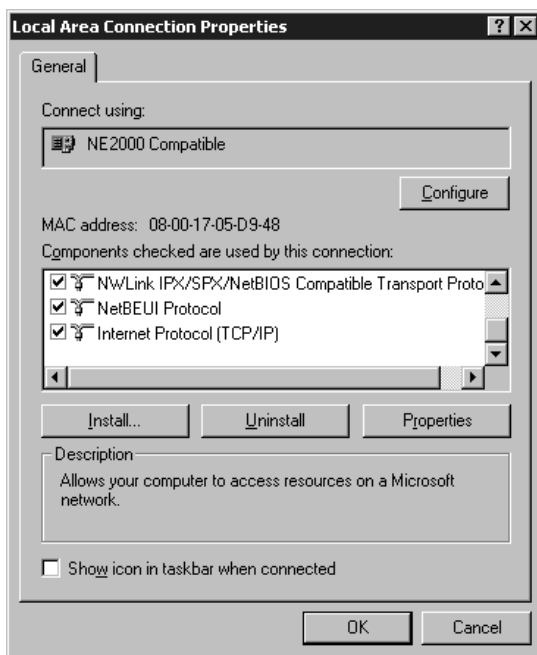 Local Area Connection Properties
General
Connect using:
NE2000 Compatible
Configure
MAC address: 08-00-17-05-D9-48
Components checked are used by this connection:
NWLink IPX/SPX/NetBIOS Compatible Transport Proto
NetBEUI Protocol
Internet Protocol (TCP/IP)
Install... Uninstall Properties
Description
Allows your computer to access resources on a Microsoft
network.
Show icon in taskbar when connected
OK Cancel